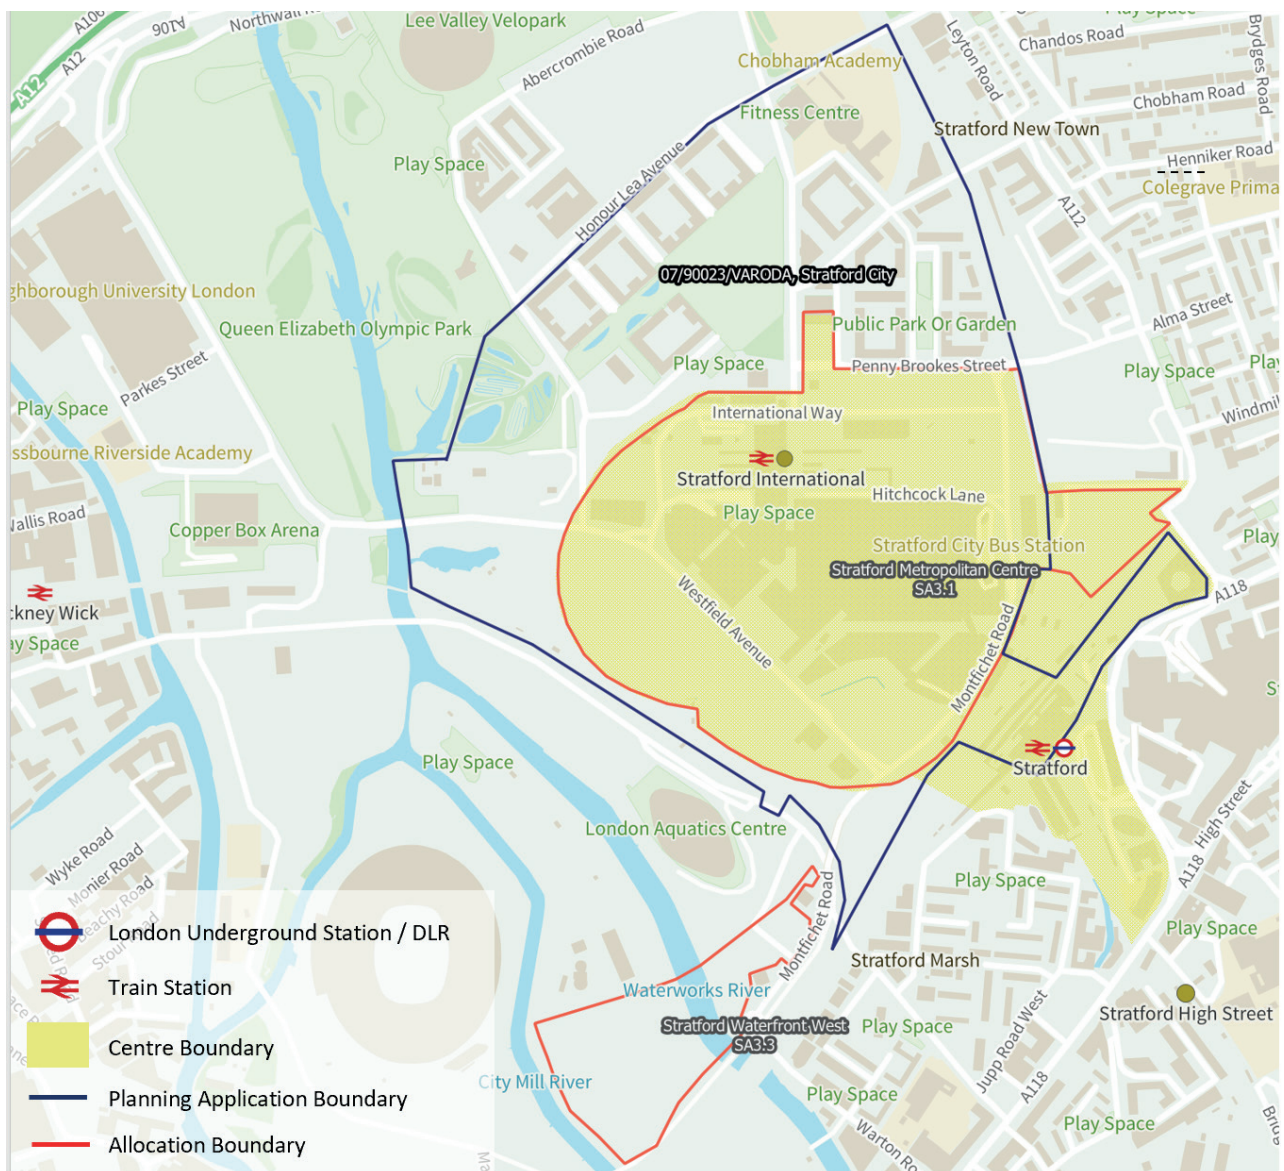 A106
A12
A106
Northwall Road
Lee Valley Velopark
Abercrombie Road
Play Space
Leyton Road
Chandos Road
Brydges Road
A12
Chobham Academy
Chobham Road
Fitness Centre
Stratford New Town
Henniker Road
Play Space
Honour Lea Avenue
Colegrave Prima
A112
07/90023/VARODA, Stratford City
ghborough University London
Queen Elizabeth Olympic Park
Public Park Or Garden
Alma Street
Play Space
Penny Brookes Street
Play Space
Parkes Street
Play Space
International Way
Windmil
ssbourne Riverside Academy
Stratford International
Hitchcock Lane
Play Space
Wallis Road
Copper Box Arena
Stratford City Bus Station
Stratford Metropolitan Centre
SA3.1
A118
ckney Wick
ay Space
Westfield Avenue
Montfichet Road
Stratford
Play Space
High Street
A118
London Aquatics Centre
Play Space
Wyke Road
Monier Road
Beachy Road
Stour Road
Montfichet Road
Play Space
Stratford Marsh
Waterworks River
Stratford High Street
Stratford Waterfront West
SA3.3
Play Space
Jupp Road West
City Mill River
A118
Play Space
Play Space
Warton Ro
London Underground Station / DLR
Train Station
Centre Boundary
Planning Application Boundary
Allocation Boundary